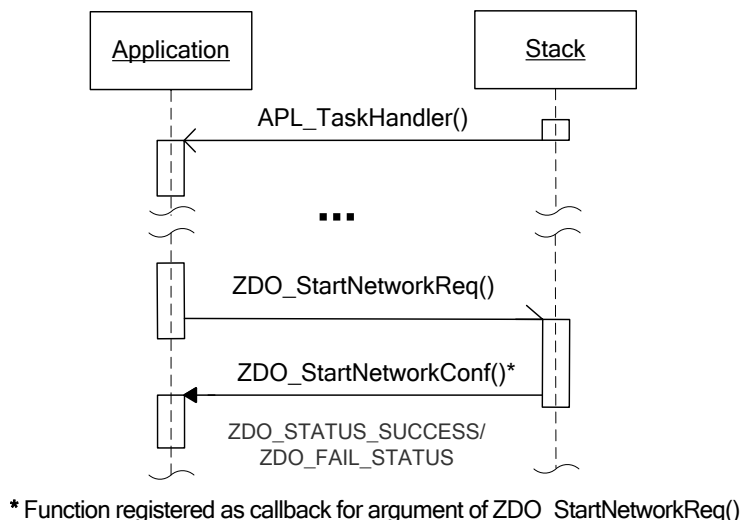 Application
Stack
APL_TaskHandler()
...
ZDO_StartNetworkReq()
ZDO_StartNetworkConf()*
ZDO_STATUS_SUCCESS/
ZDO_FAIL_STATUS
* Function registered as callback for argument of ZDO_StartNetworkReq()